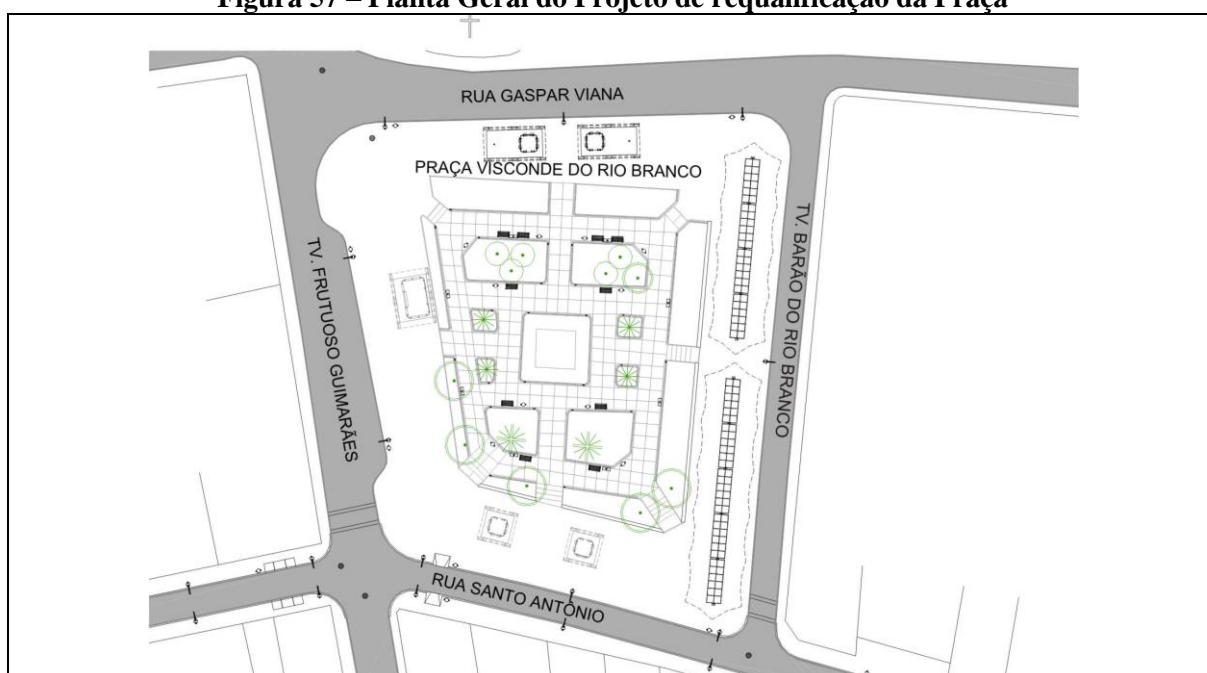 Figura 37 – Planta Geral do Projeto de requalificação da Praça
RUA GASPAR VIANA
PRAÇA VISCONDE DO RIO BRANCO
TV. FRUTUOSO GUIMARÃES
TV. BARÃO DO RIO BRANCO
RUA SANTO ANTÔNIO